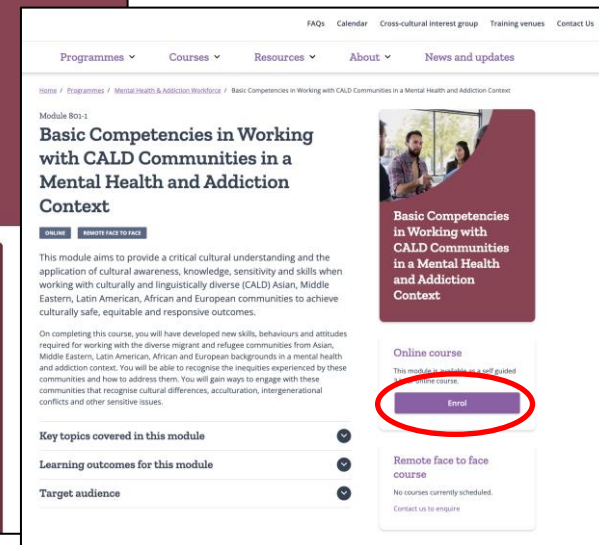 FAQs Calendar Cross-cultural interest group Training venues Contact Us
Programmes Courses Resources About News and updates
Home / Programmes / Mental Health & Addiction Workforce / Basic Competencies in Working with CALD Communities in a Mental Health and Addiction Context
Module 801-1
Basic Competencies in Working
with CALD Communities in a
Mental Health and Addiction
Context
ONLINE REMOTE FACE TO FACE
This module aims to provide a critical cultural understanding and the
application of cultural awareness, knowledge, sensitivity and skills when
working with culturally and linguistically diverse (CALD) Asian, Middle
Eastern, Latin American, African and European communities to achieve
culturally safe, equitable and responsive outcomes.
On completing this course, you will have developed new skills, behaviours and attitudes
required for working with the diverse migrant and refugee communities from Asian,
Middle Eastern, Latin American, African and European backgrounds in a mental health
and addiction context. You will be able to recognise the inequities experienced by these
communities and how to address them. You will gain ways to engage with these
communities that recognise cultural differences, acculturation, intergenerational
conflicts and other sensitive issues.
Key topics covered in this module
Learning outcomes for this module
Target audience
Basic Competencies
in Working with
CALD Communities
in a Mental Health
and Addiction
Context
Online course
This module is available as a self guided
online course.
Enrol
Remote face to face
course
No courses currently scheduled.
Contact us to enquire